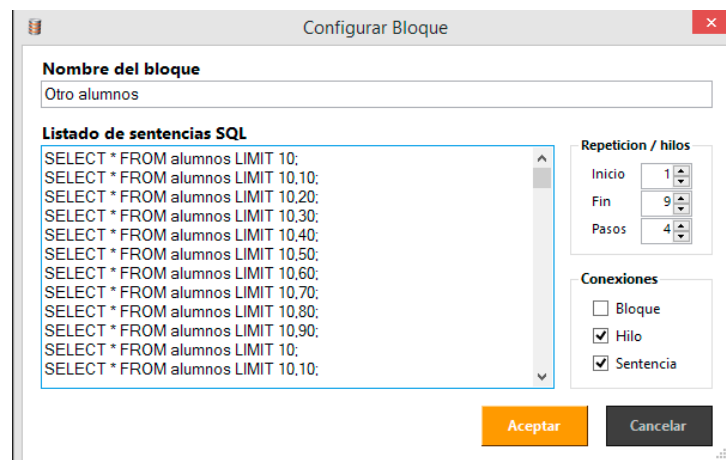 Configurar Bloque
Nombre del bloque
Otro alumnos
Listado de sentencias SQL
SELECT * FROM alumnos LIMIT 10;
SELECT * FROM alumnos LIMIT 10,10;
SELECT * FROM alumnos LIMIT 10,20;
SELECT * FROM alumnos LIMIT 10,30;
SELECT * FROM alumnos LIMIT 10,40;
SELECT * FROM alumnos LIMIT 10,50;
SELECT * FROM alumnos LIMIT 10,60;
SELECT * FROM alumnos LIMIT 10,70;
SELECT * FROM alumnos LIMIT 10,80;
SELECT * FROM alumnos LIMIT 10,90;
SELECT * FROM alumnos LIMIT 10;
SELECT * FROM alumnos LIMIT 10,10;
Repeticion / hilos
Inicio 1
Fin 9
Pasos 4
Conexiones
Bloque
Hilo
Sentencia
Aceptar Cancelar